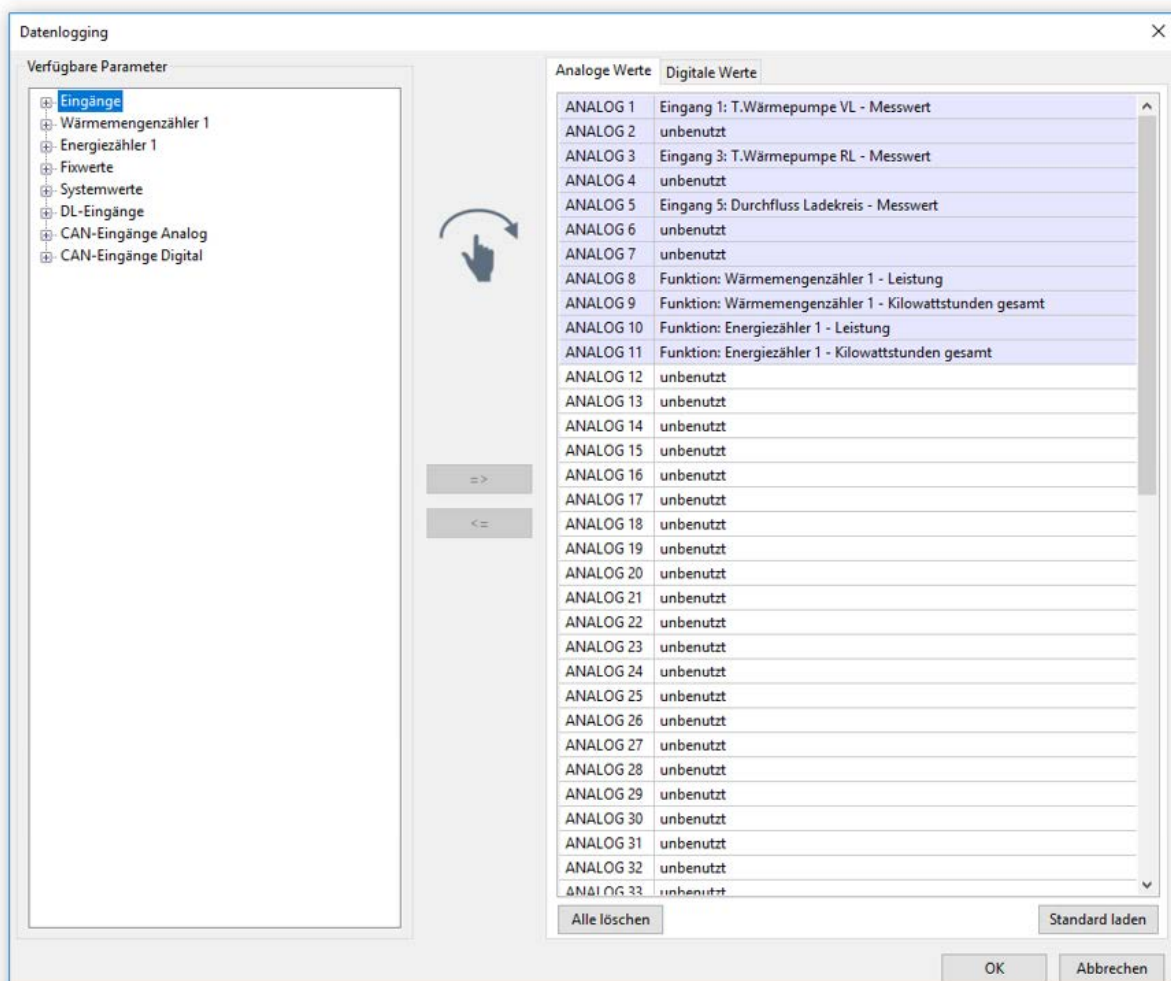 Datenlogging
Verfügbare Parameter
Eingänge
Wärmemengenzähler 1
Energiezähler 1
Fixwerte
Systemwerte
DL-Eingänge
CAN-Eingänge Analog
CAN-Eingänge Digital
=>
<=
Analoge Werte Digitale Werte
ANALOG 1 Eingang 1: T.Wärmepumpe VL - Messwert
ANALOG 2 unbenutzt
ANALOG 3 Eingang 3: T.Wärmepumpe RL - Messwert
ANALOG 4 unbenutzt
ANALOG 5 Eingang 5: Durchfluss Ladekreis - Messwert
ANALOG 6 unbenutzt
ANALOG 7 unbenutzt
ANALOG 8 Funktion: Wärmemengenzähler 1 - Leistung
ANALOG 9 Funktion: Wärmemengenzähler 1 - Kilowattstunden gesamt
ANALOG 10 Funktion: Energiezähler 1 - Leistung
ANALOG 11 Funktion: Energiezähler 1 - Kilowattstunden gesamt
ANALOG 12 unbenutzt
ANALOG 13 unbenutzt
ANALOG 14 unbenutzt
ANALOG 15 unbenutzt
ANALOG 16 unbenutzt
ANALOG 17 unbenutzt
ANALOG 18 unbenutzt
ANALOG 19 unbenutzt
ANALOG 20 unbenutzt
ANALOG 21 unbenutzt
ANALOG 22 unbenutzt
ANALOG 23 unbenutzt
ANALOG 24 unbenutzt
ANALOG 25 unbenutzt
ANALOG 26 unbenutzt
ANALOG 27 unbenutzt
ANALOG 28 unbenutzt
ANALOG 29 unbenutzt
ANALOG 30 unbenutzt
ANALOG 31 unbenutzt
ANALOG 32 unbenutzt
ANALOG 33 unbenutzt
Alle löschen Standard laden
OK Abbrechen